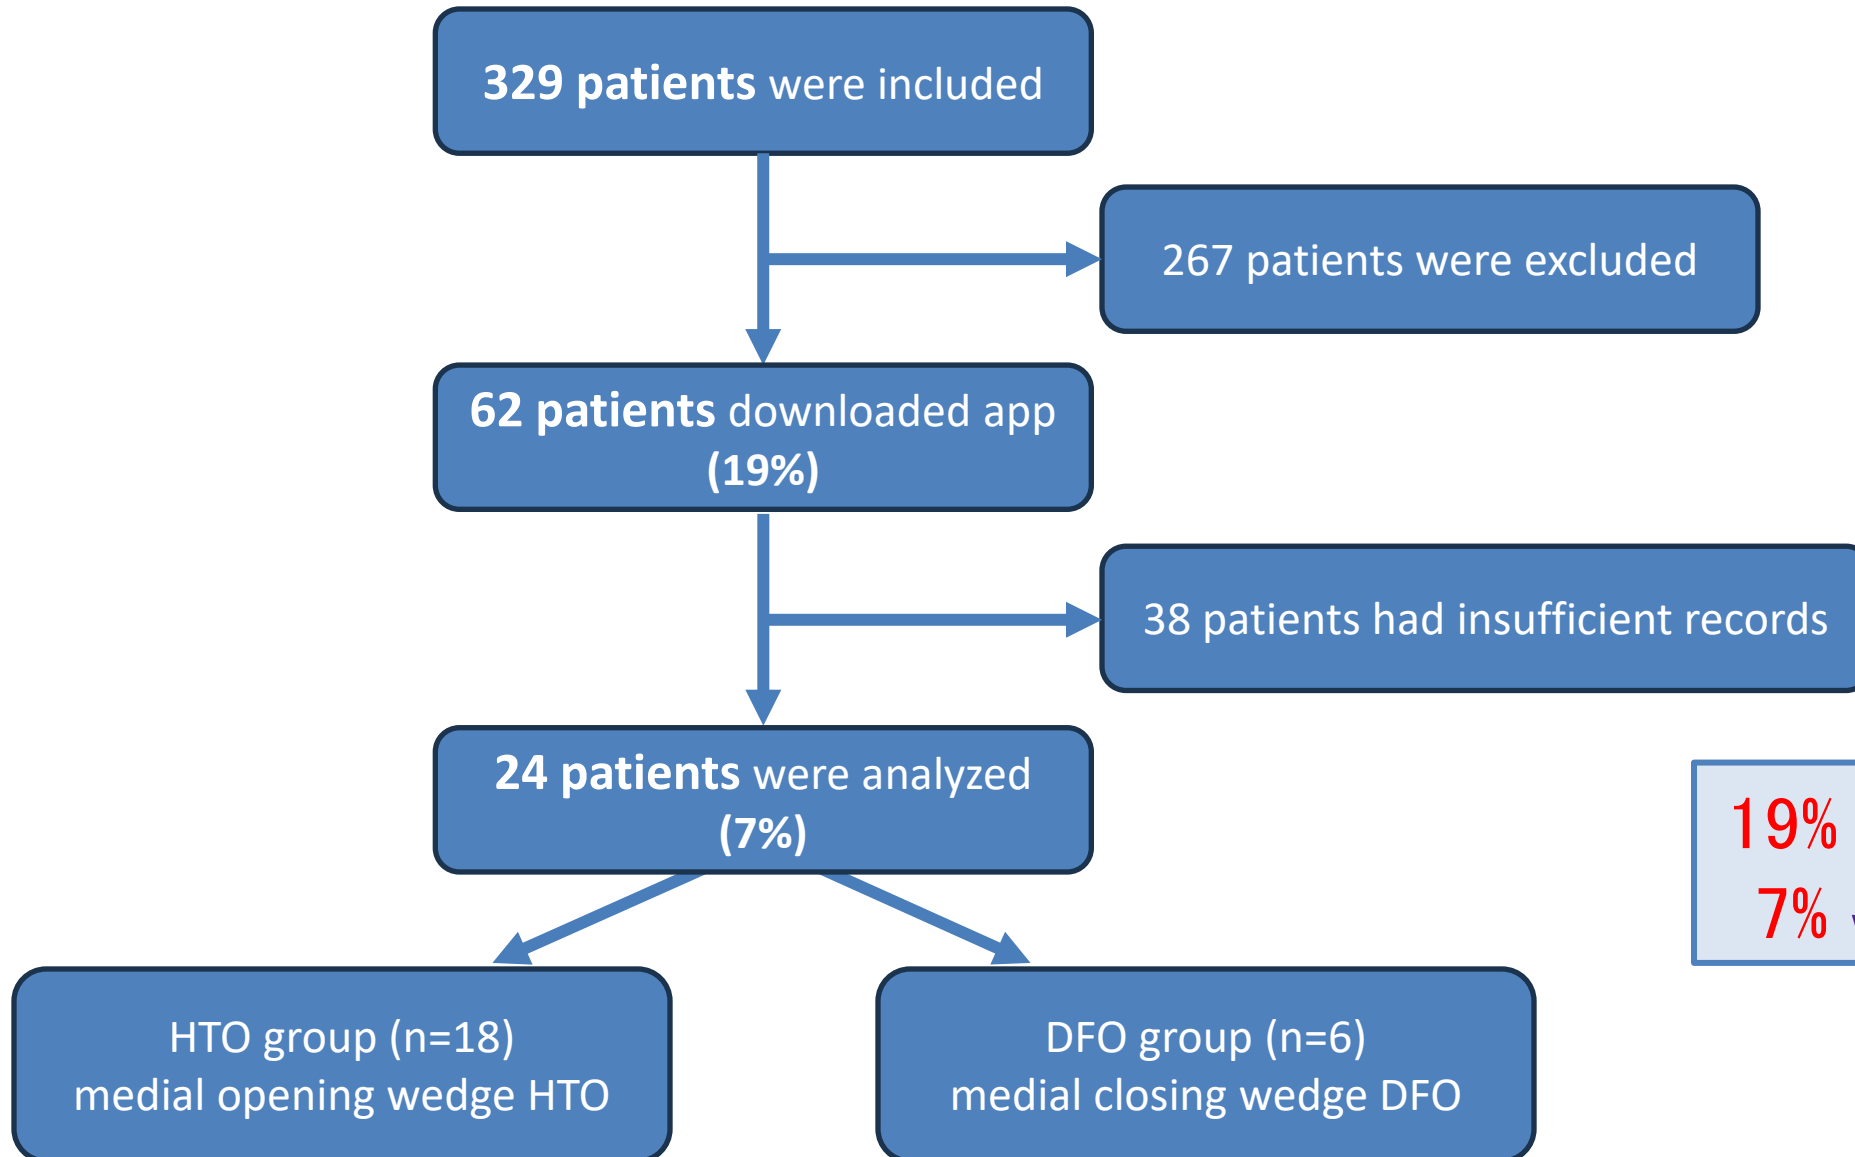 329 patients were included
267 patients were excluded
62 patients downloaded app
(19%)
38 patients had insufficient records
24 patients were analyzed
(7%)
19%
7%
HTO group (n=18)
medial opening wedge HTO
DFO group (n=6)
medial closing wedge DFO